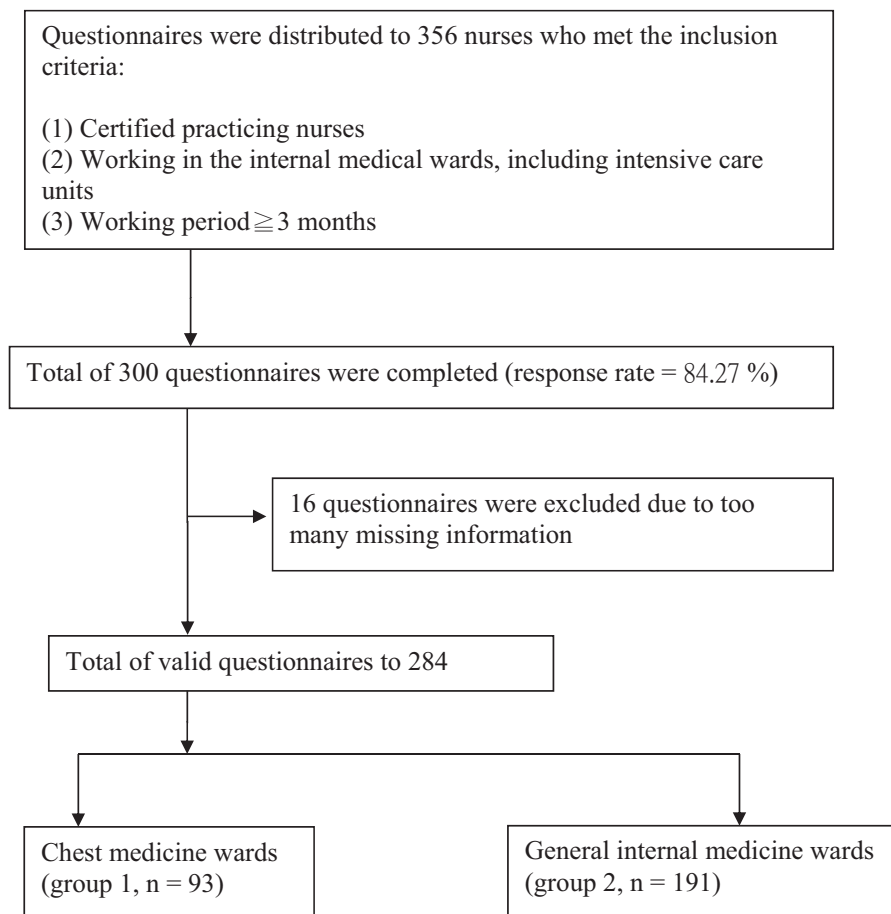 Questionnaires were distributed to 356 nurses who met the inclusion
criteria:
(1) Certified practicing nurses
(2) Working in the internal medical wards, including intensive care
units
(3) Working period≧3 months
Total of 300 questionnaires were completed (response rate = 84.27 %)
16 questionnaires were excluded due to too
many missing information
Total of valid questionnaires to 284
Chest medicine wards
(group 1, n = 93)
General internal medicine wards
(group 2, n = 191)